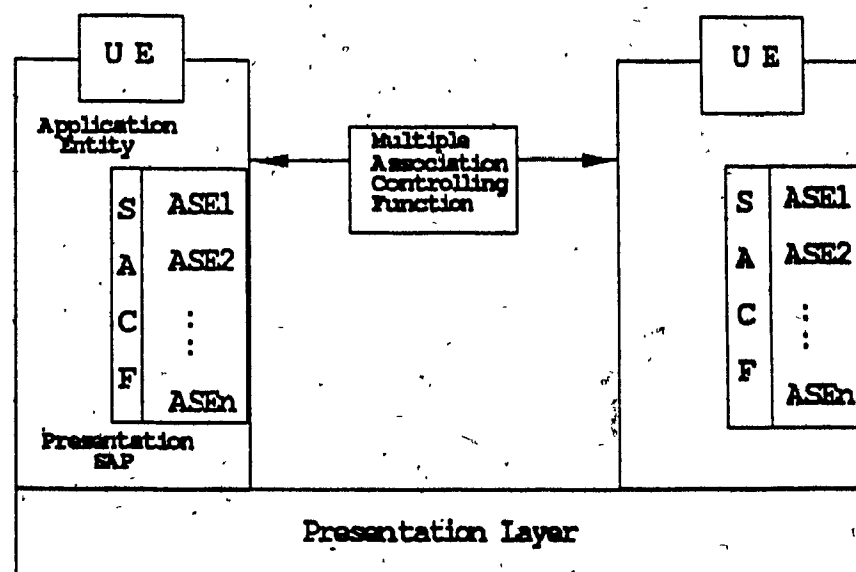 U E
U E
Application
Entity
Multiple
Association
Controlling
Function
S
A
C
F
ASE1
ASE2
⋮
ASEn
S
A
C
F
ASE1
ASE2
⋮
ASEn
Presentation
SAP
Presentation Layer